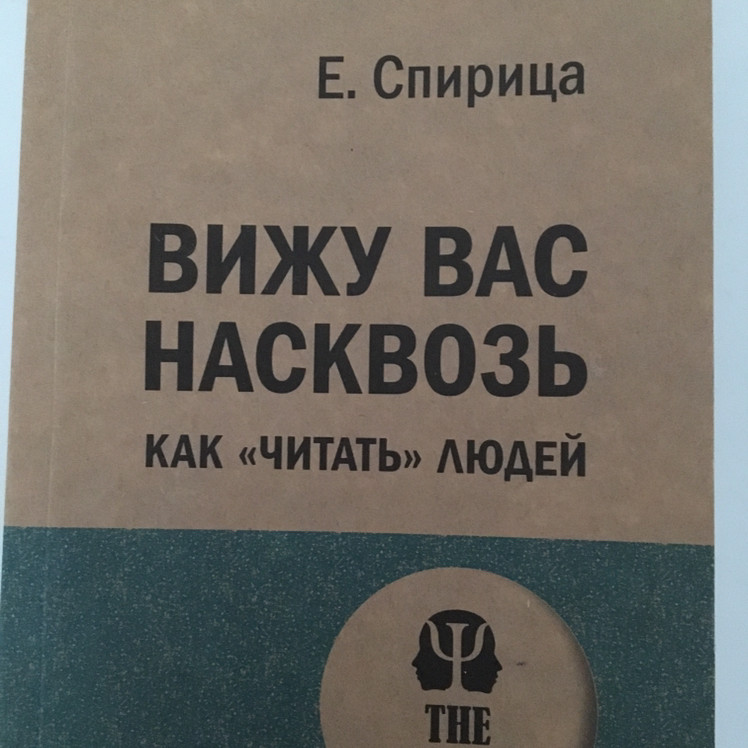 Е. Спирица
ВИЖУ ВАС
НАСКВОЗЬ
КАК «ЧИТАТЬ» ЛЮДЕЙ
THE